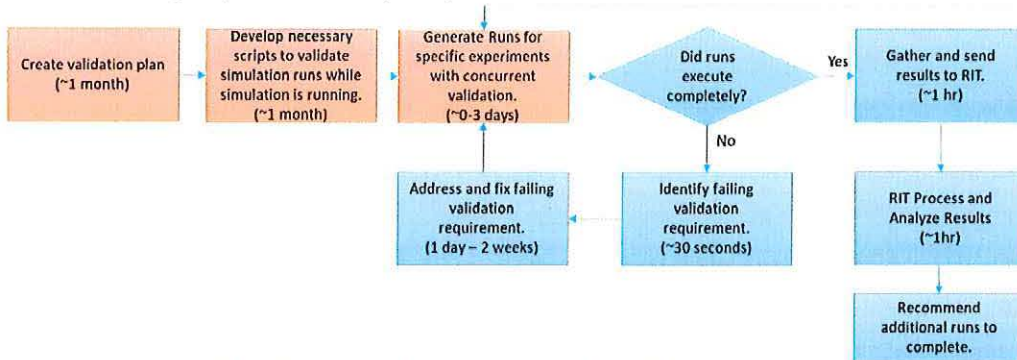 Create validation plan
(~1 month)
Develop necessary
scripts to validate
simulation runs while
simulation is running.
(~1 month)
Generate Runs for
specific experiments
with concurrent
validation.
(~0-3 days)
Did runs
execute
completely?
Yes
Gather and send
results to RIT.
(~1 hr)
No
Address and fix failing
validation
requirement.
(1 day – 2 weeks)
Identify failing
validation
requirement.
(~30 seconds)
RIT Process and
Analyze Results
(~1hr)
Recommend
additional runs to
complete.